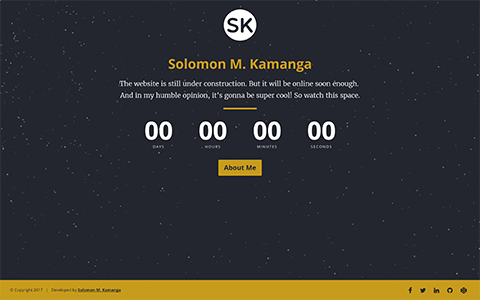 SK
Solomon M. Kamanga
The website is still under construction. But it will be online soon enough.
And in my humble opinion, it's gonna be super cool! So watch this space.
00 00 00 00
DAYS HOURS MINUTES SECONDS
About Me
© Copyright 2017 | Developed by Solomon M. Kamanga